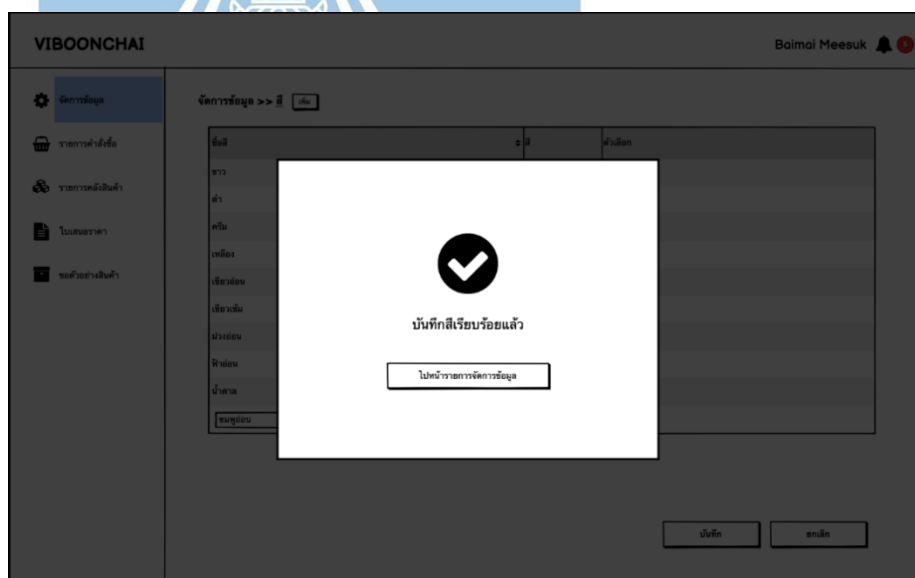 VIBOONCHAI
Baimai Meesuk
จัดการข้อมูล
รายการคำสั่งซื้อ
รายการคลังสินค้า
ใบเสนอราคา
ขอตัวอย่างสินค้า
จัดการข้อมูล >> สี เพิ่ม
ชื่อสี สี ตัวเลือก
ขาว
ดำ
ครีม
เหลือง
เขียวอ่อน
เขียวเข้ม
ม่วงอ่อน
ฟ้าอ่อน
น้ำตาล
ชมพูอ่อน
บันทึกสีเรียบร้อยแล้ว
ไปหน้ารายการจัดการข้อมูล
บันทึก ยกเลิก